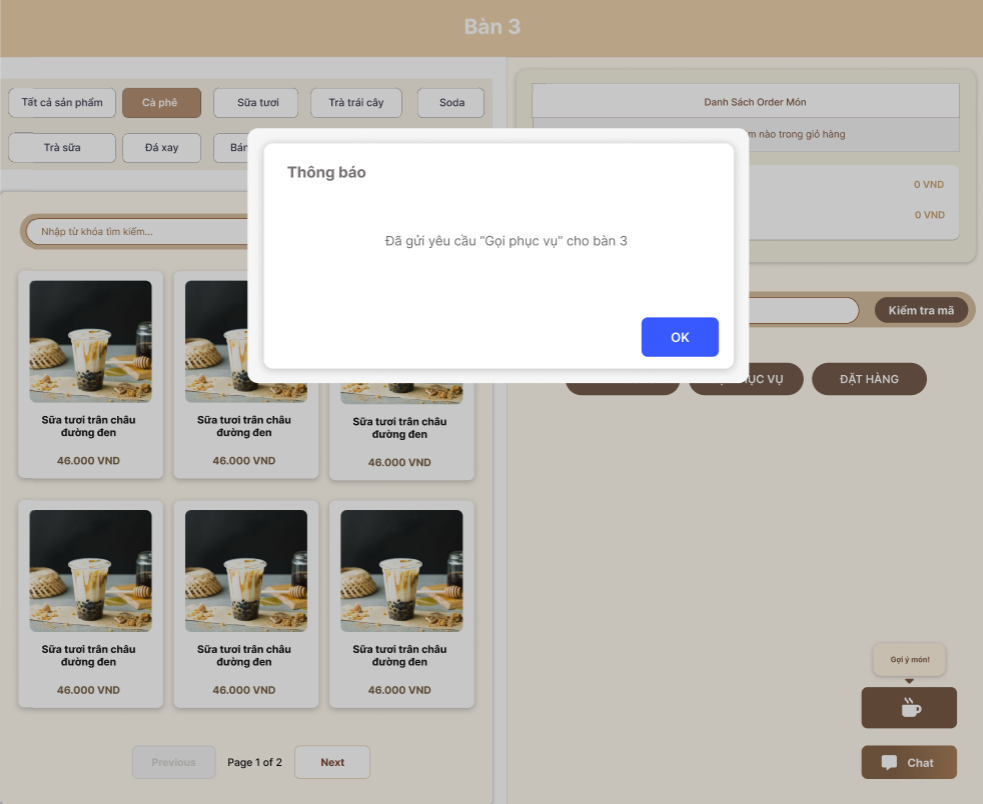 Bàn 3
Tất cả sản phẩm
Cà phê
Sữa tươi
Trà trái cây
Soda
Trà sữa
Đá xay
Nhập từ khóa tìm kiếm...
Sữa tươi trân châu
đường đen
46.000 VND
Sữa tươi trân châu
đường đen
46.000 VND
Sữa tươi trân châu
đường đen
46.000 VND
Sữa tươi trân châu
đường đen
46.000 VND
Sữa tươi trân châu
đường đen
46.000 VND
Sữa tươi trân châu
đường đen
46.000 VND
Previous
Page 1 of 2
Next
Thông báo
Đã gửi yêu cầu "Gọi phục vụ" cho bàn 3
OK
Danh Sách Order Món
nào trong giỏ hàng
0 VND
0 VND
Kiểm tra mã
VỤ
ĐẶT HÀNG
Gợi ý món!
Chat